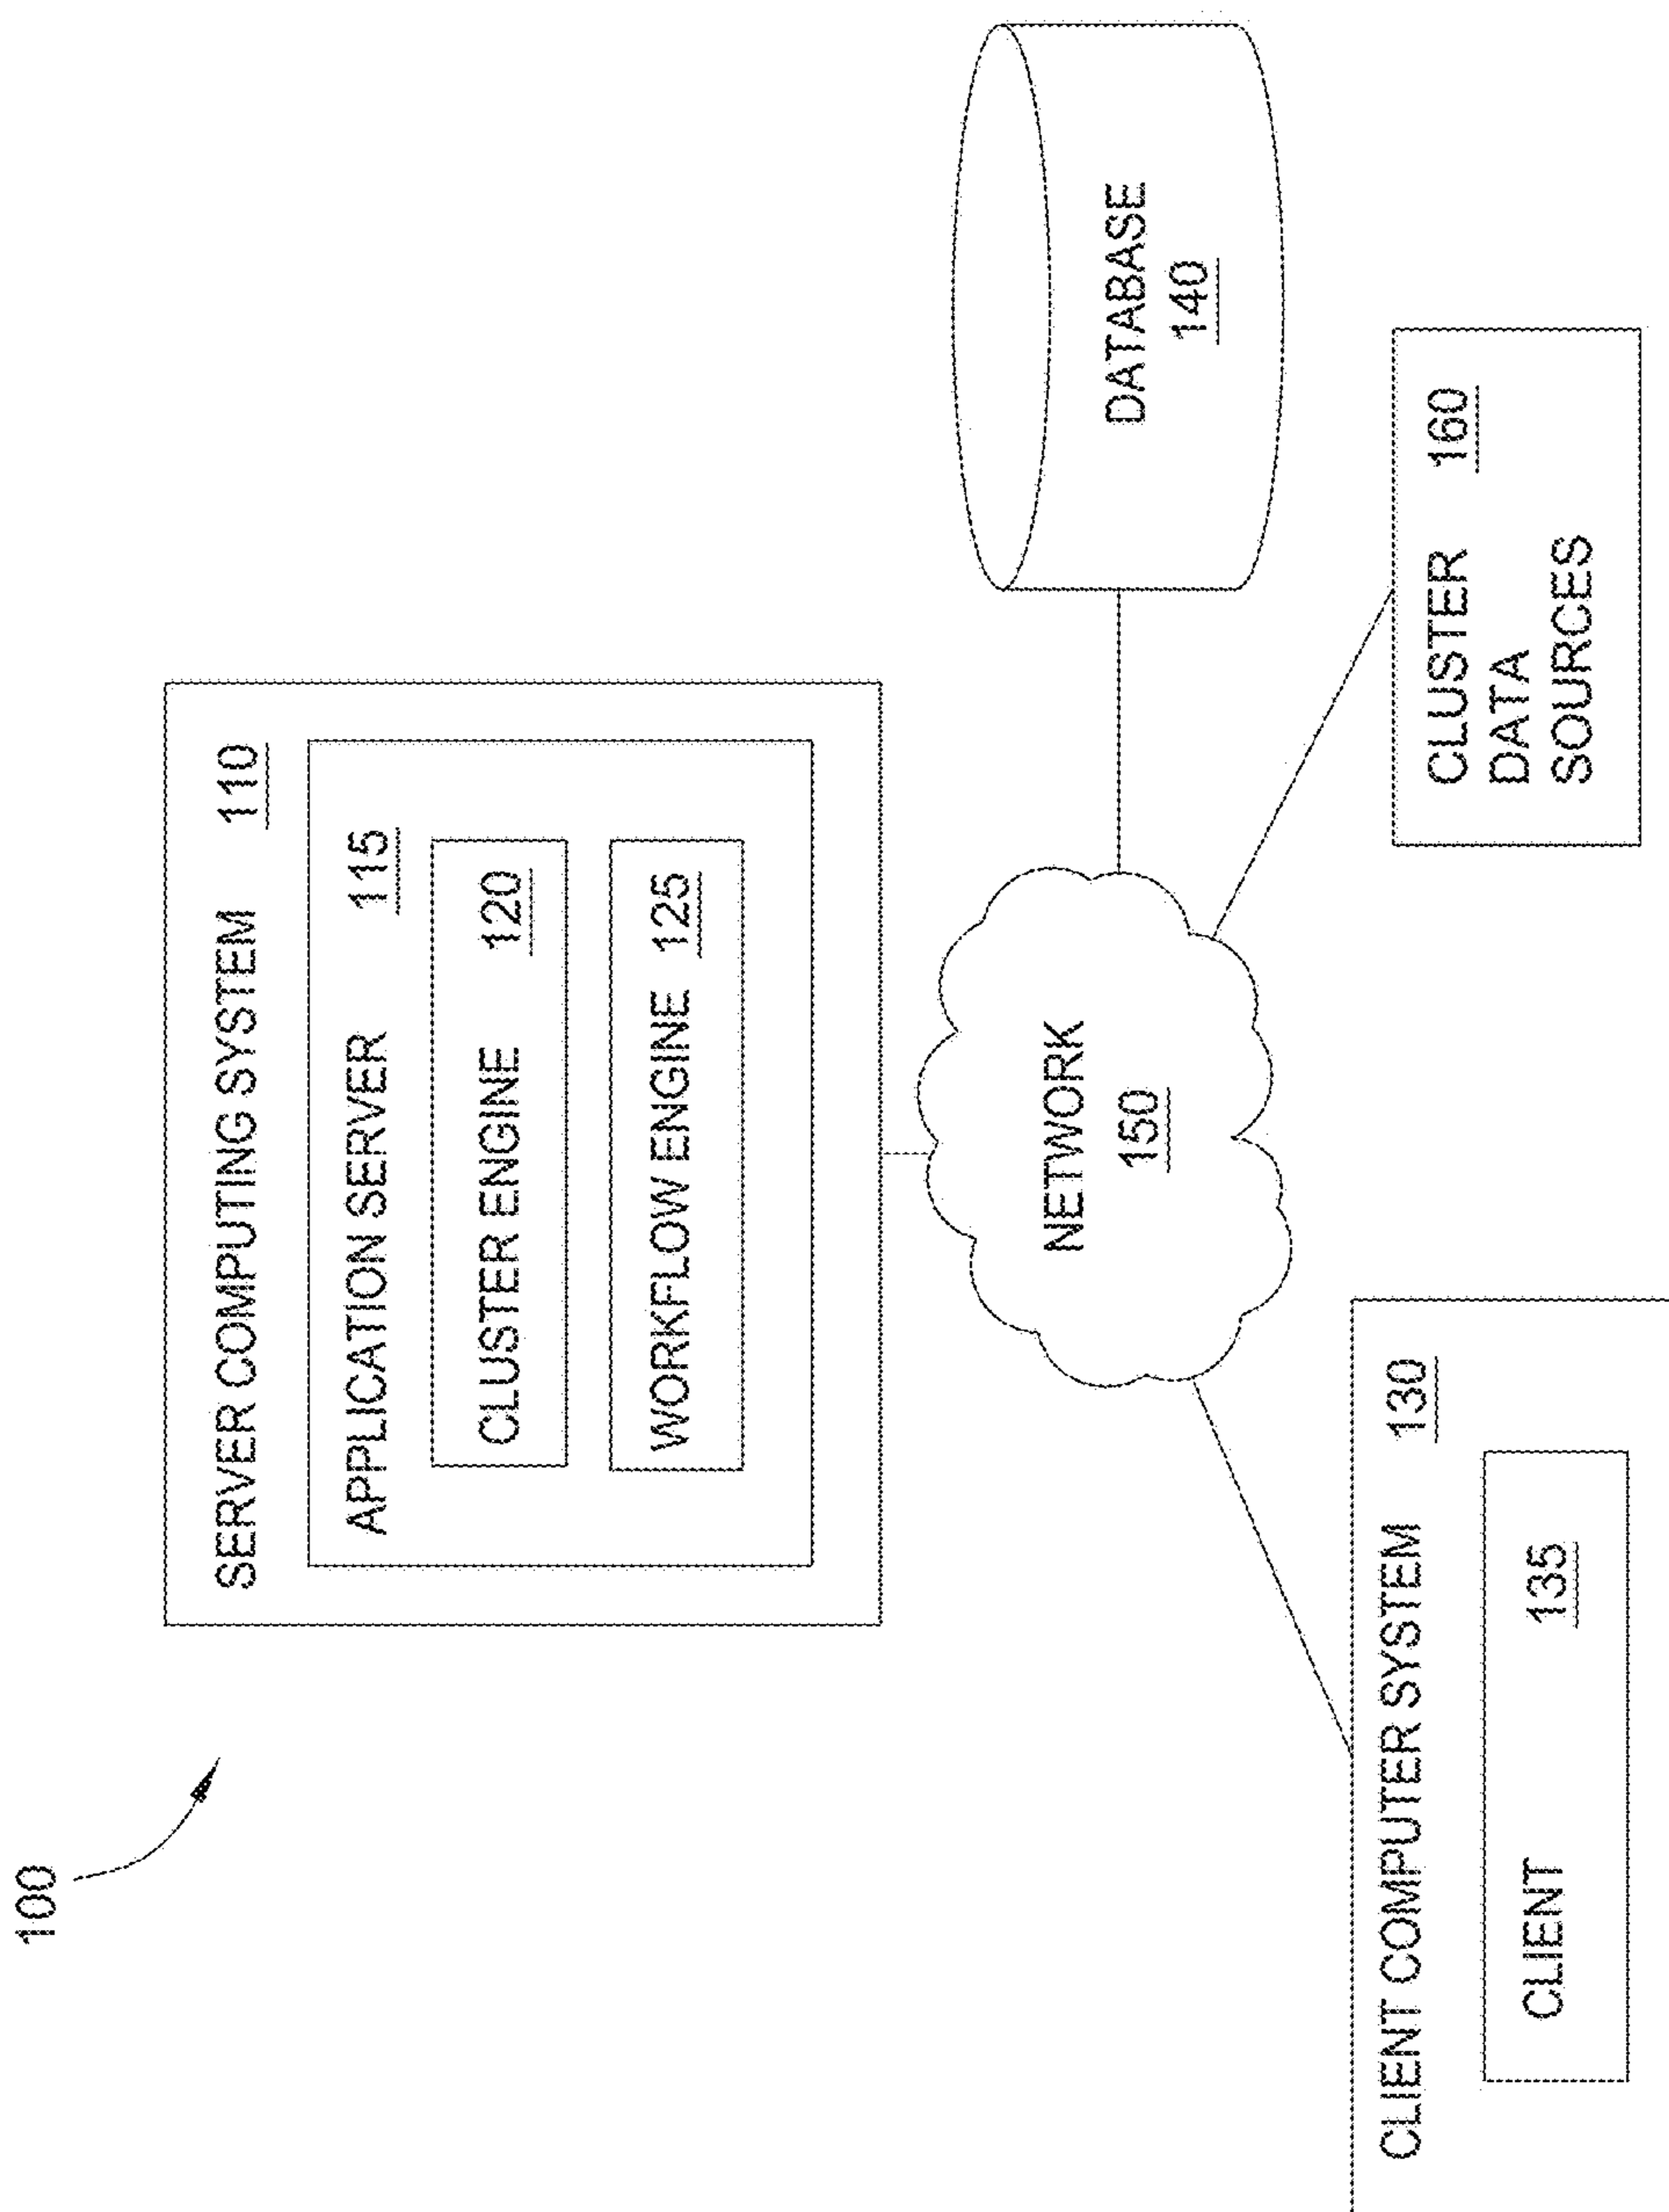 100
SERVER COMPUTING SYSTEM 110
APPLICATION SERVER 115
CLUSTER ENGINE 120
WORKFLOW ENGINE 125
NETWORK
150
DATABASE
140
CLIENT COMPUTER SYSTEM 130
CLIENT 135
CLUSTER 160
DATA
SOURCES